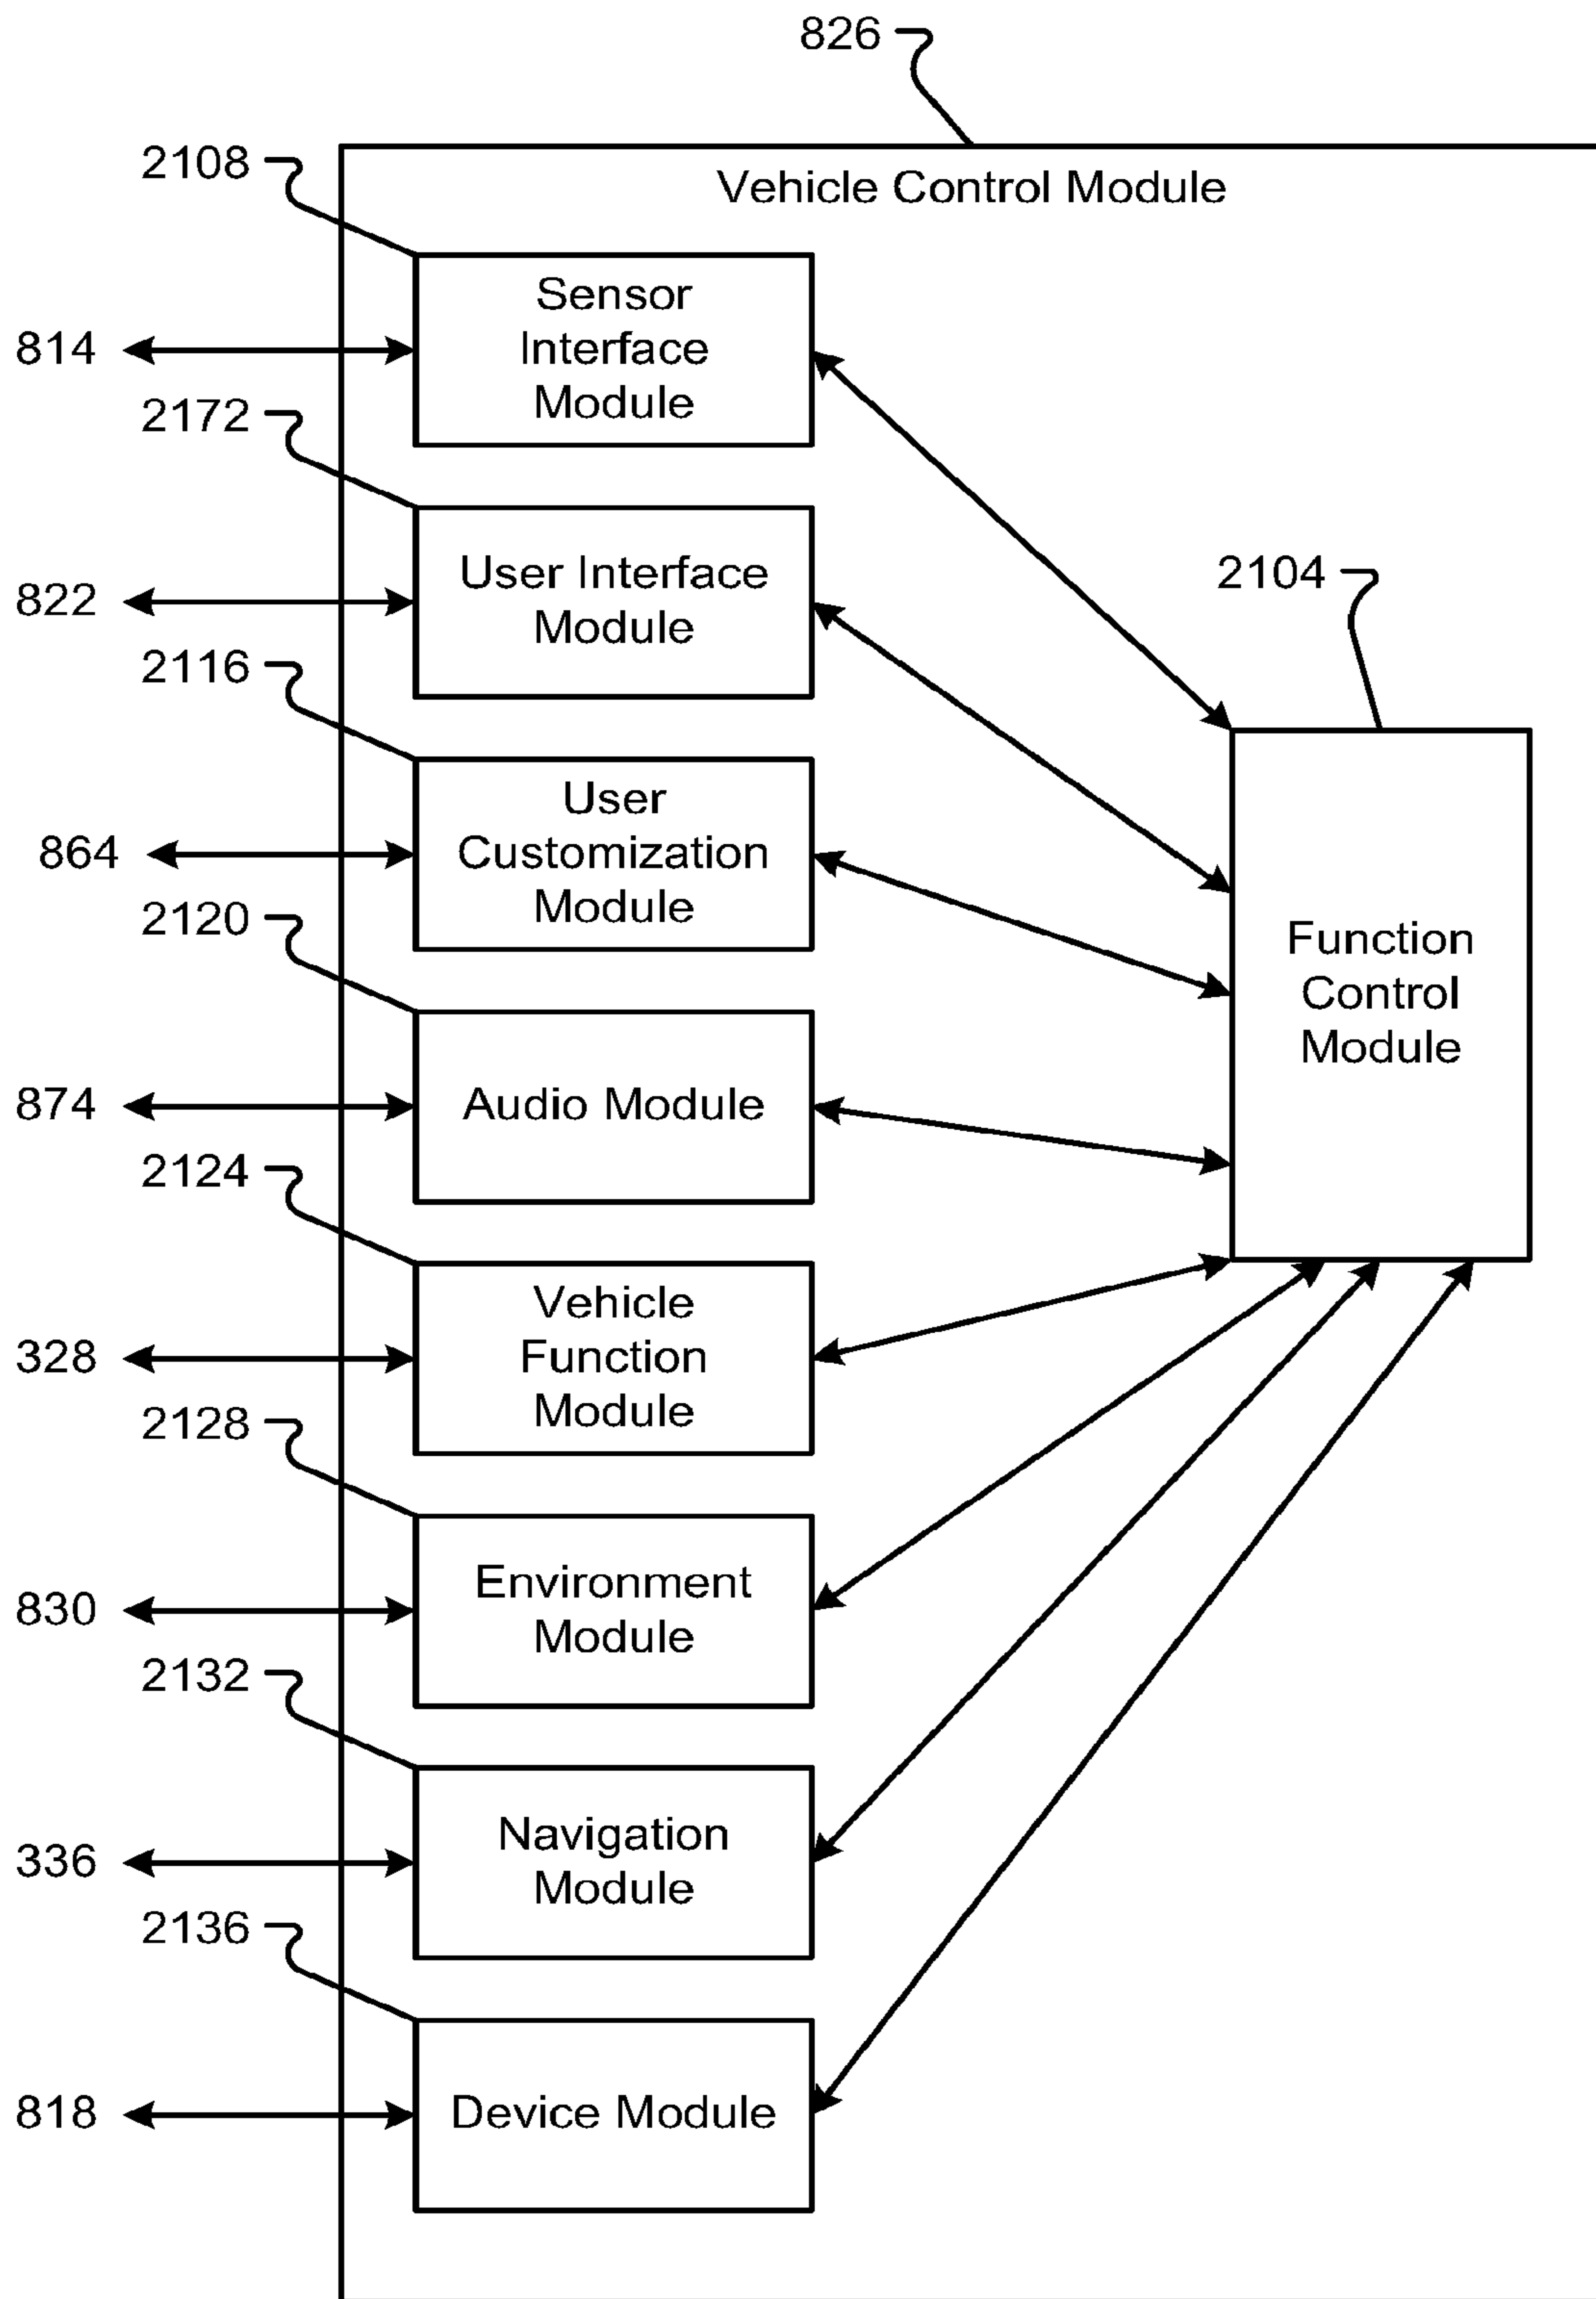 826
2108
Vehicle Control Module
Sensor
Interface
Module
814
2172
User Interface
Module
822
2104
2116
User
Customization
Module
864
Function
Control
Module
2120
Audio Module
874
2124
Vehicle
Function
Module
328
2128
Environment
Module
830
2132
Navigation
Module
336
2136
Device Module
818